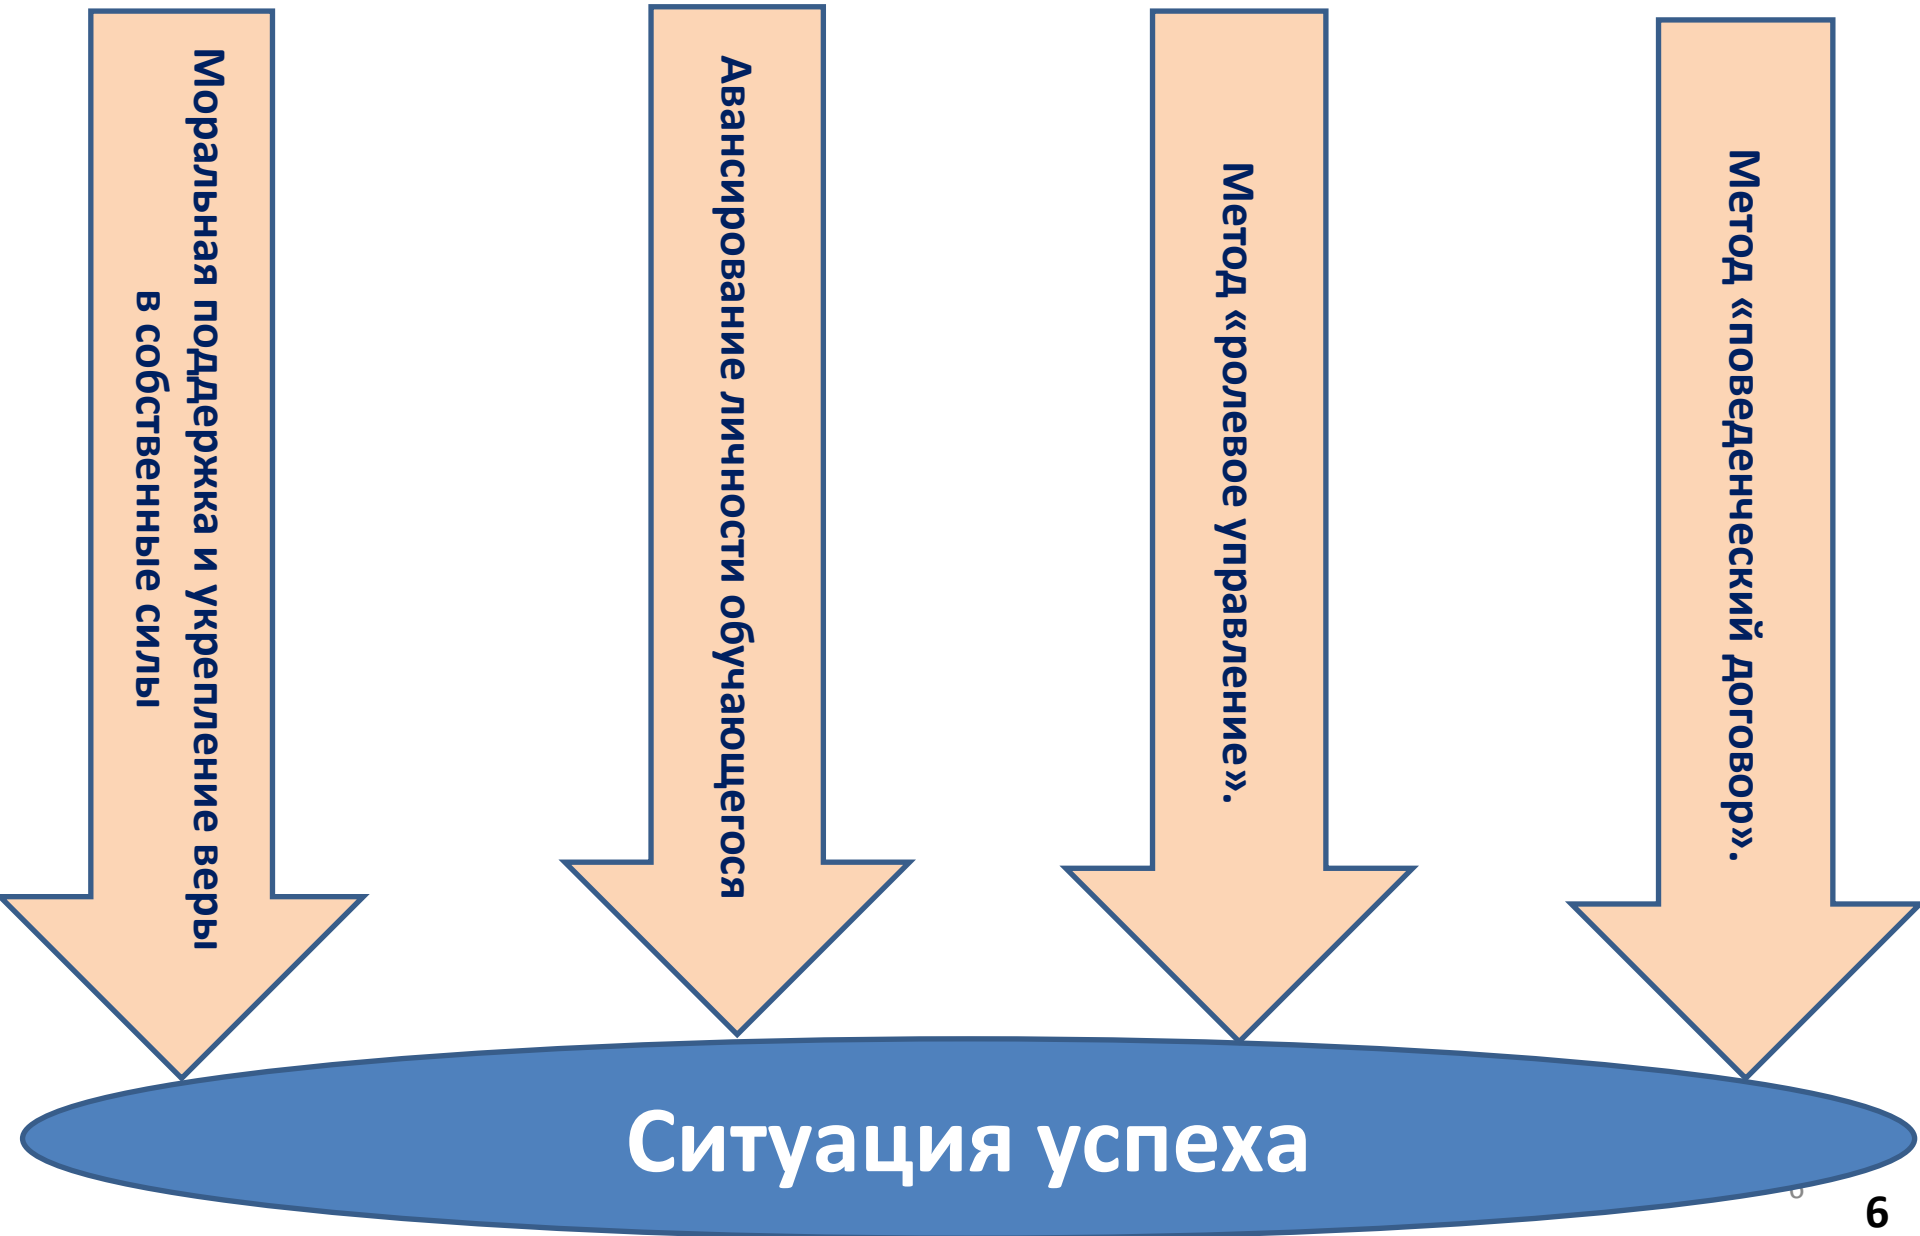 Моральная поддержка и укрепление веры
в собственные силы
Авансирование личности обучающегося
Метод «ролевое управление».
Метод «поведенческий договор».
Ситуация успеха
6